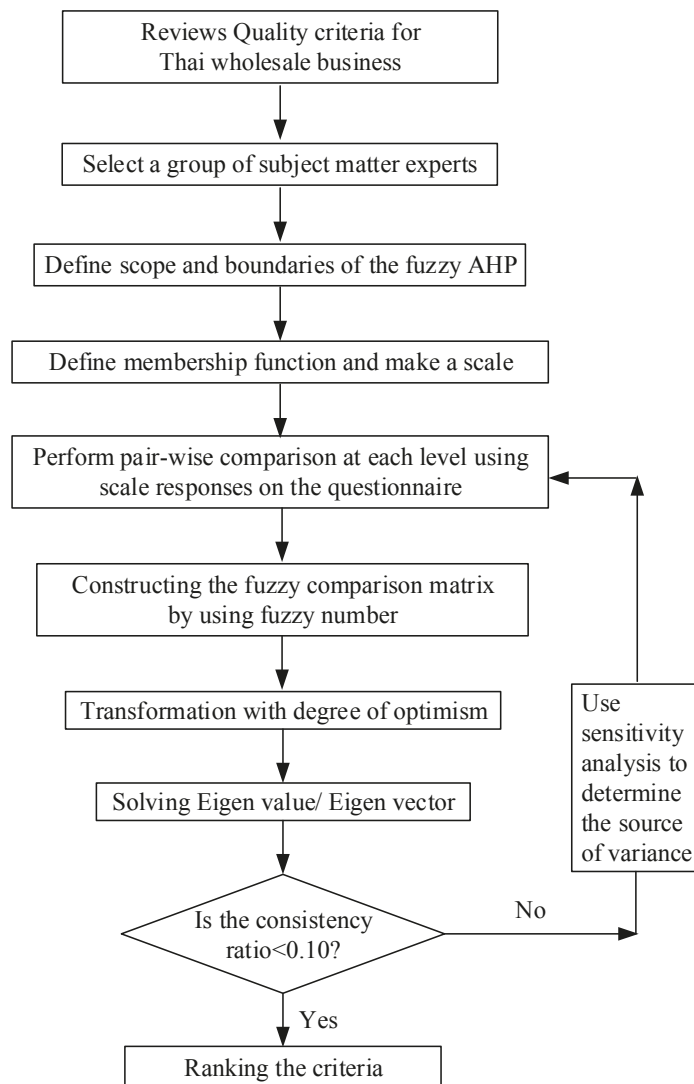 Reviews Quality criteria for
Thai wholesale business
Select a group of subject matter experts
Define scope and boundaries of the fuzzy AHP
Define membership function and make a scale
Perform pair-wise comparison at each level using
scale responses on the questionnaire
Constructing the fuzzy comparison matrix
by using fuzzy number
Transformation with degree of optimism
Solving Eigen value/ Eigen vector
Is the consistency
ratio<0.10?
No
Use
sensitivity
analysis to
determine
the source
of variance
Yes
Ranking the criteria